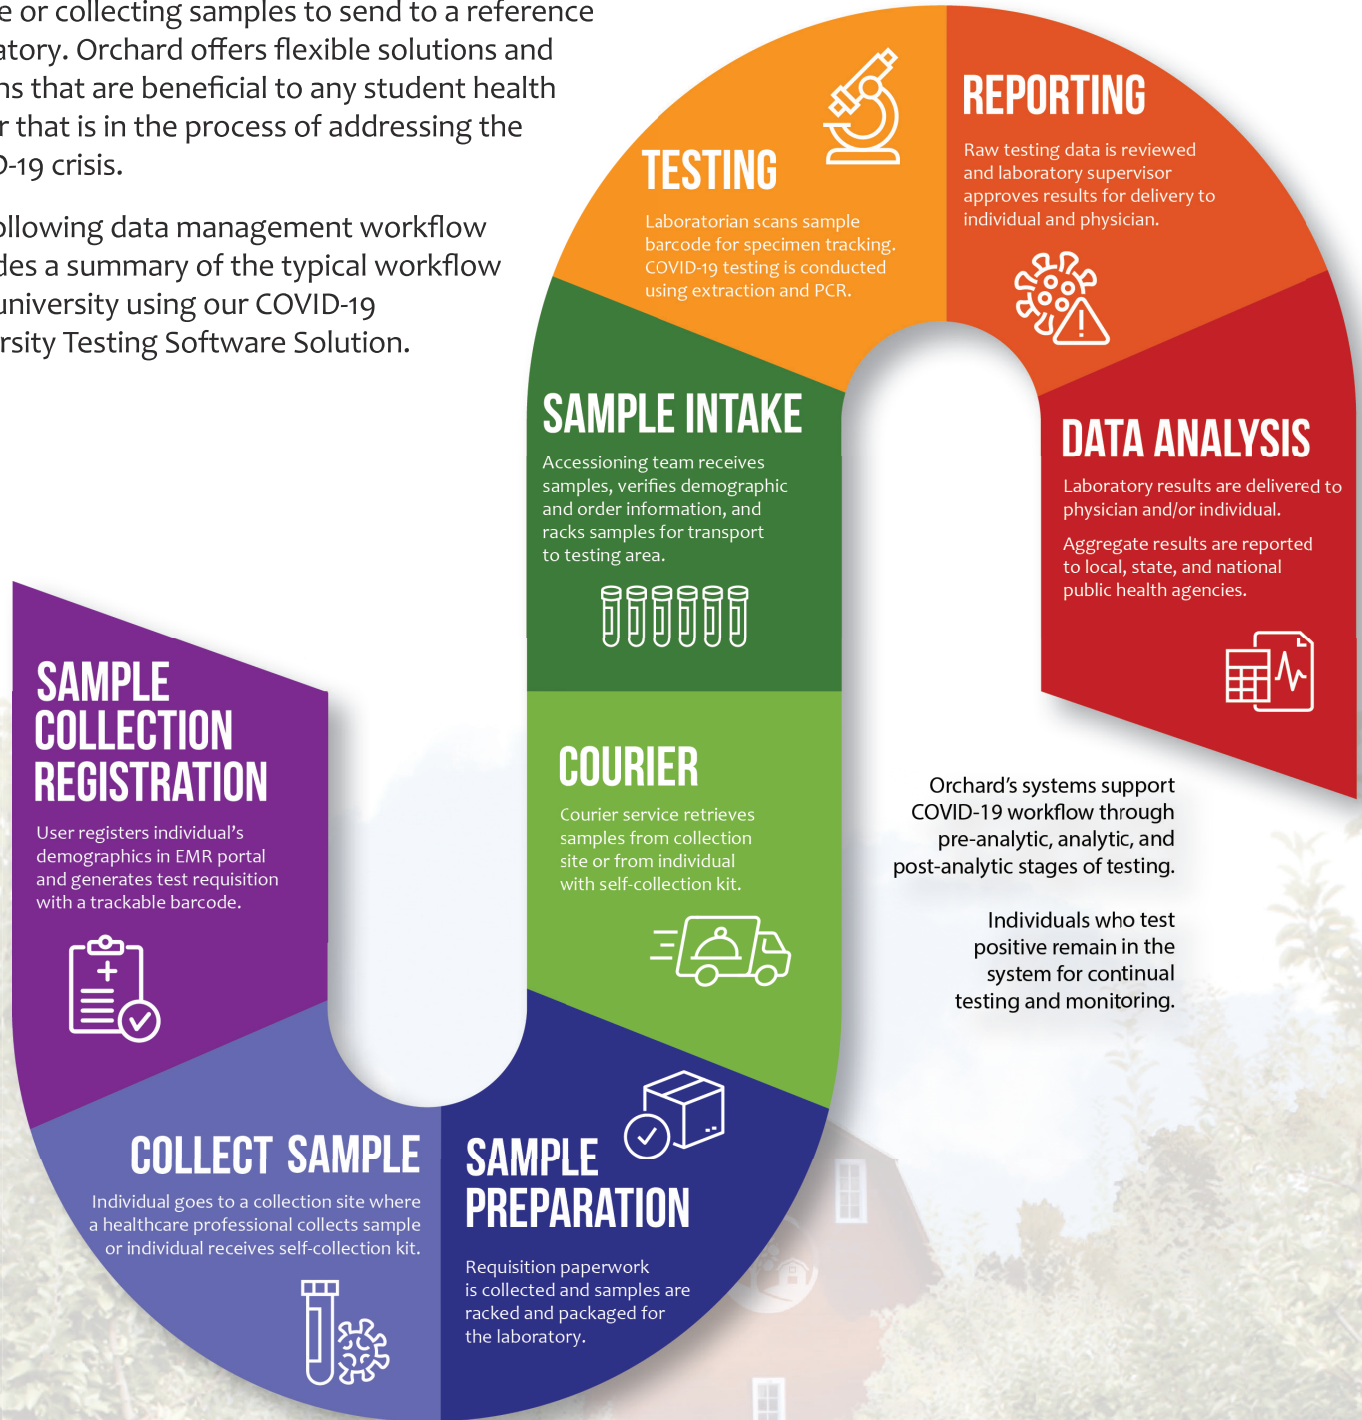 e or collecting samples to send to a reference
atory. Orchard offers flexible solutions and
ns that are beneficial to any student health
r that is in the process of addressing the
D-19 crisis.
ollowing data management workflow
des a summary of the typical workflow
university using our COVID-19
rsity Testing Software Solution.
SAMPLE
COLLECTION
REGISTRATION
User registers individual's
demographics in EMR portal
and generates test requisition
with a trackable barcode.
COLLECT SAMPLE
Individual goes to a collection site where
a healthcare professional collects sample
or individual receives self-collection kit.
SAMPLE
PREPARATION
Requisition paperwork
is collected and samples are
racked and packaged for
the laboratory.
COURIER
Courier service retrieves
samples from collection
site or from individual
with self-collection kit.
SAMPLE INTAKE
Accessioning team receives
samples, verifies demographic
and order information, and
racks samples for transport
to testing area.
TESTING
Laboratorian scans sample
barcode for specimen tracking.
COVID-19 testing is conducted
using extraction and PCR.
REPORTING
Raw testing data is reviewed
and laboratory supervisor
approves results for delivery to
individual and physician.
DATA ANALYSIS
Laboratory results are delivered to
physician and/or individual.
Aggregate results are reported
to local, state, and national
public health agencies.
Orchard's systems support
COVID-19 workflow through
pre-analytic, analytic, and
post-analytic stages of testing.
Individuals who test
positive remain in the
system for continual
testing and monitoring.